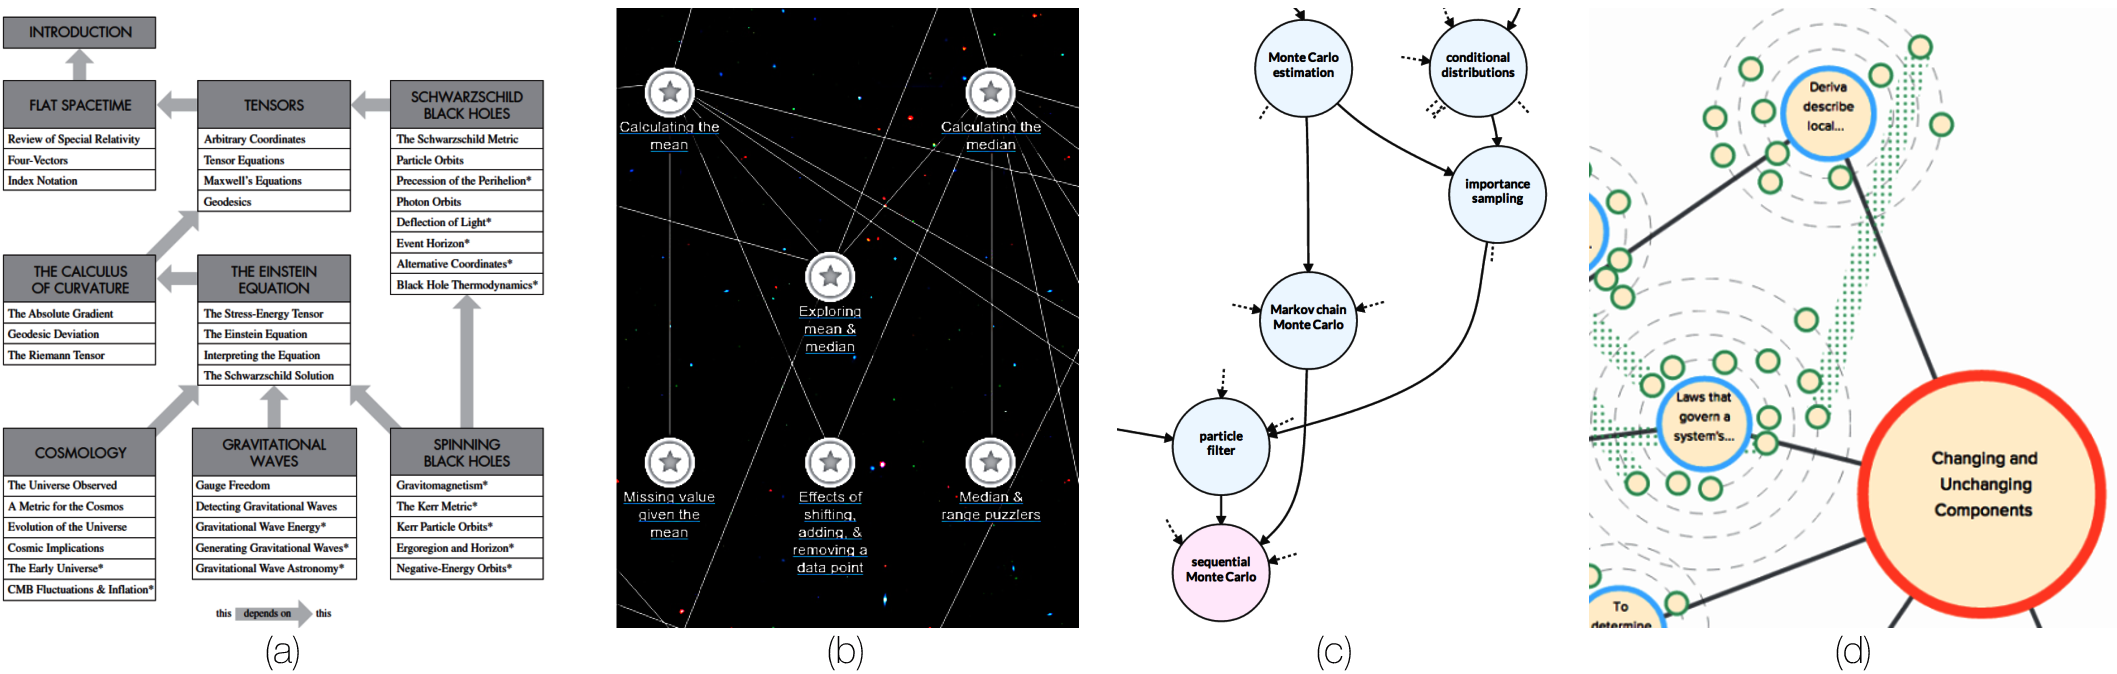 INTRODUCTION
FLAT SPACETIME
Review of Special Relativity
Four-Vectors
Index Notation
TENSORS
Arbitrary Coordinates
Tensor Equations
Maxwell's Equations
Geodesics
SCHWARZSCHILD
BLACK HOLES
The Schwarzschild Metric
Particle Orbits
Precession of the Perihelion*
Photon Orbits
Deflection of Light*
Event Horizon*
Alternative Coordinates*
Black Hole Thermodynamics*
THE CALCULUS
OF CURVATURE
The Absolute Gradient
Geodesic Deviation
The Riemann Tensor
THE EINSTEIN
EQUATION
The Stress-Energy Tensor
The Einstein Equation
Interpreting the Equation
The Schwarzschild Solution
COSMOLOGY
The Universe Observed
A Metric for the Cosmos
Evolution of the Universe
Cosmic Implications
The Early Universe*
CMB Fluctuations & Inflation*
GRAVITATIONAL
WAVES
Gauge Freedom
Detecting Gravitational Waves
Gravitational Wave Energy*
Generating Gravitational Waves*
Gravitational Wave Astronomy*
SPINNING
BLACK HOLES
Gravitomagnetism*
The Kerr Metric*
Kerr Particle Orbits*
Ergoregion and Horizon*
Negative-Energy Orbits*
this depends on this
(a)
Calculating the
mean
Calculating the
median
Exploring
mean &
median
Missing value
given the
mean
Effects of
shifting,
adding, &
removing a
data point
Median &
range puzzlers
(b)
Monte Carlo
estimation
conditional
distributions
importance
sampling
Markov chain
Monte Carlo
particle
filter
sequential
Monte Carlo
(c)
Deriva
describe
local...
Laws that
govern a
system's...
Changing and
Unchanging
Components
To
determine
(d)